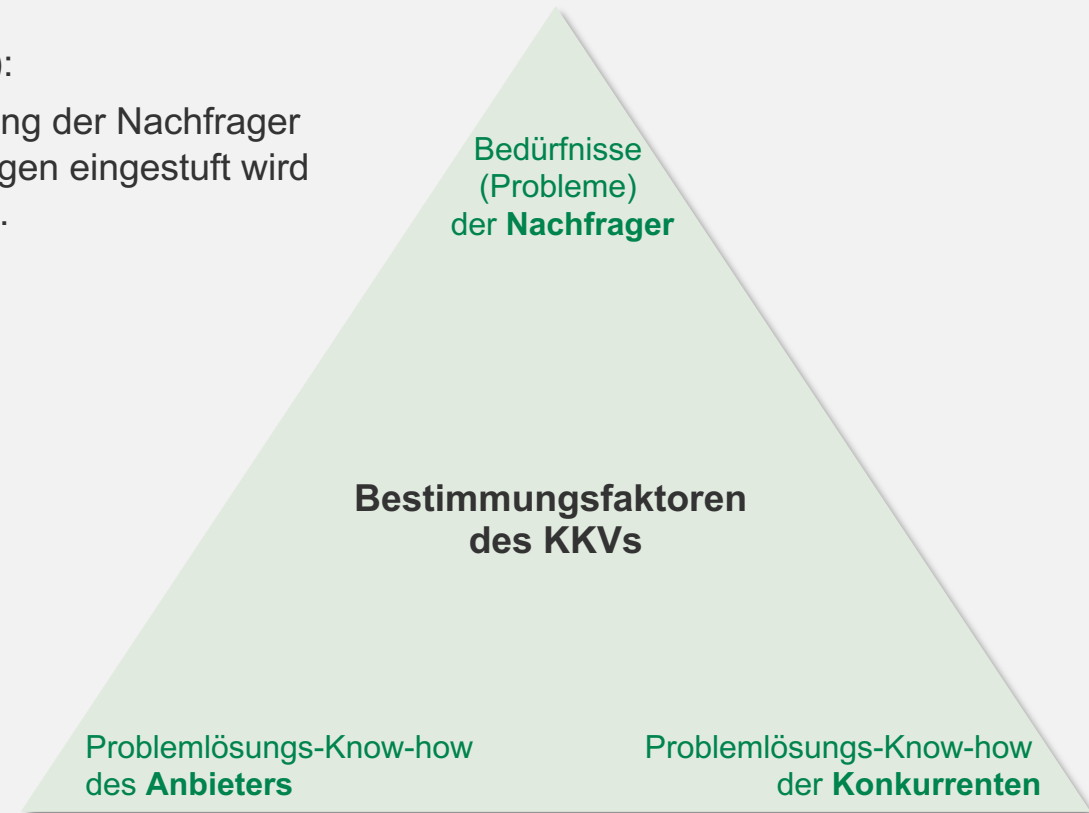 ):
ng der Nachfrager
gen eingestuft wird
.
Bedürfnisse
(Probleme)
der Nachfrager
Bestimmungsfaktoren
des KKVs
Problemlösungs-Know-how
des Anbieters
Problemlösungs-Know-how
der Konkurrenten